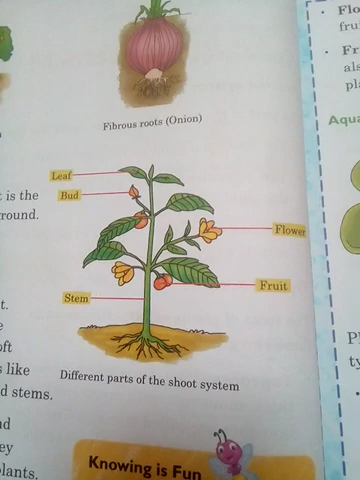 Fibrous roots (Onion)
Leaf
Bud
Flower
Fruit
Stem
Different parts of the shoot system
Knowing is Fun
t is the
round.
t.
e
oft
s like
d stems.
nd
ey
plants.
• Flo
fru
• Fr
als
pla
Aqua
Pl
ty